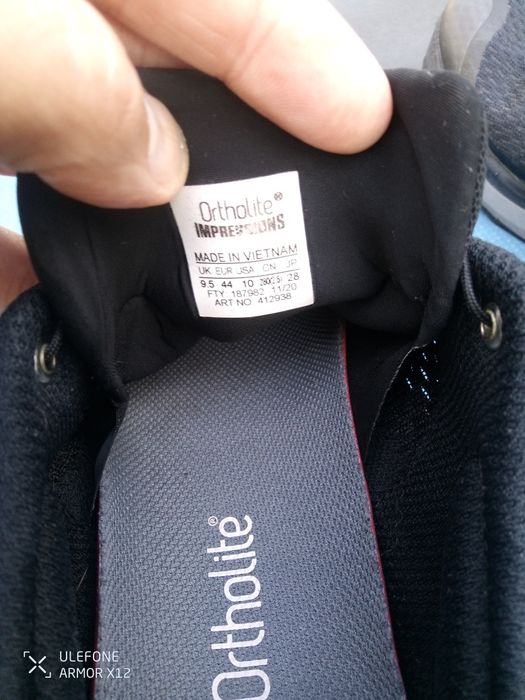 Ortholite®
IMPRESSIONS
MADE IN VIETNAM
UK EUR USA CN JP
9.5 44 10 28
FTY 187982 11/20
ART NO 412938
Ortholite®
ULEFONE
ARMOR X12